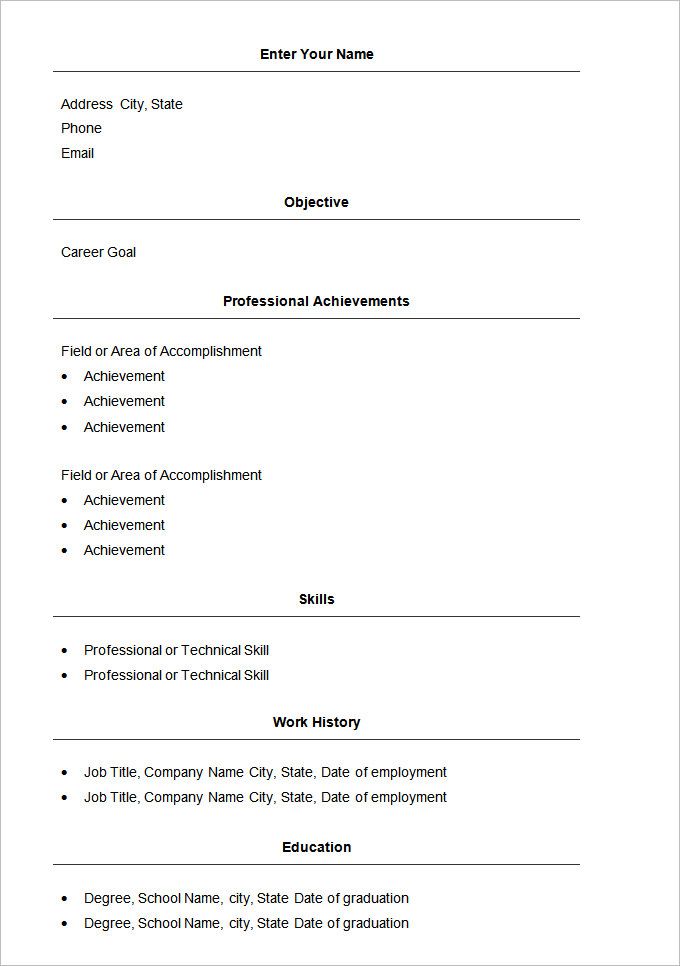 Enter Your Name
Address  City, State
Phone
Email
Objective
Career Goal
Professional Achievements
Field or Area of Accomplishment
• Achievement
• Achievement
• Achievement
Field or Area of Accomplishment
• Achievement
• Achievement
• Achievement
Skills
• Professional or Technical Skill
• Professional or Technical Skill
Work History
• Job Title, Company Name City, State, Date of employment
• Job Title, Company Name City, State, Date of employment
Education
• Degree, School Name, city, State Date of graduation
• Degree, School Name, city, State Date of graduation